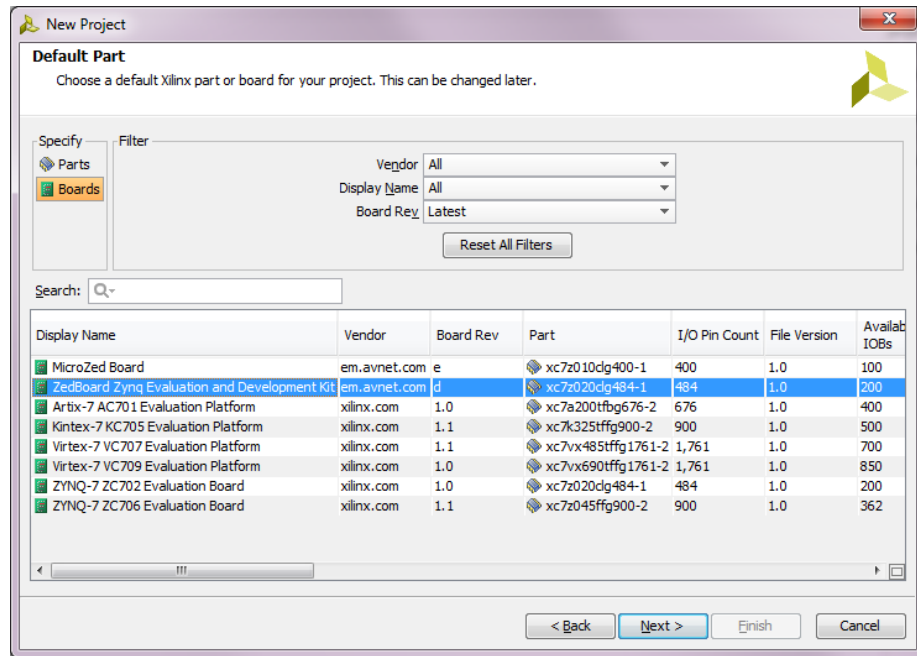 New Project
Default Part
Choose a default Xilinx part or board for your project. This can be changed later.
Specify
Filter
Parts
Boards
Vendor All
Display Name All
Board Rev Latest
Reset All Filters
Search:
Display Name Vendor Board Rev Part I/O Pin Count File Version Availab
IOBs
MicroZed Board em.avnet.com e xc7z010clg400-1 400 1.0 100
ZedBoard Zynq Evaluation and Development Kit em.avnet.com d xc7z020clg484-1 484 1.0 200
Artix-7 AC701 Evaluation Platform xilinx.com 1.0 xc7a200tfbg676-2 676 1.0 400
Kintex-7 KC705 Evaluation Platform xilinx.com 1.1 xc7k325tffg900-2 900 1.0 500
Virtex-7 VC707 Evaluation Platform xilinx.com 1.1 xc7vx485tffg1761-2 1,761 1.0 700
Virtex-7 VC709 Evaluation Platform xilinx.com 1.0 xc7vx690tffg1761-2 1,761 1.0 850
ZYNQ-7 ZC702 Evaluation Board xilinx.com 1.0 xc7z020clg484-1 484 1.0 200
ZYNQ-7 ZC706 Evaluation Board xilinx.com 1.1 xc7z045ffg900-2 900 1.0 362
< Back Next > Finish Cancel